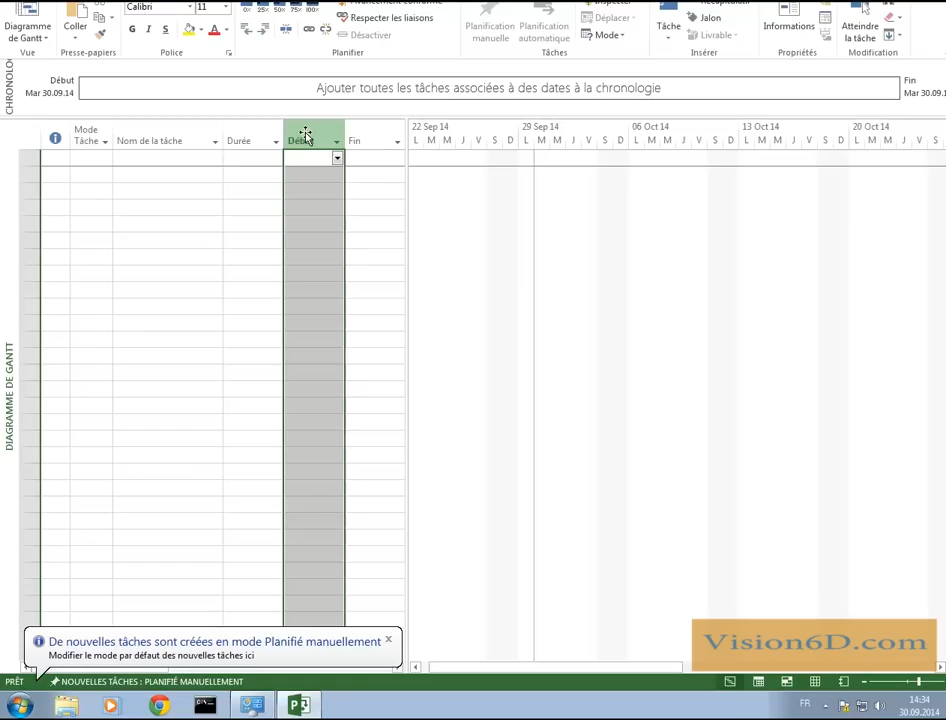 Calibri 11
Conformité
Inspecter
Récapitulatif
Respecter les liaisons
Déplacer
Jalon
Diagramme de Gantt
Coller
G I S
Désactiver
Planification manuelle
Planification automatique
Mode
Tâche
Livrable
Informations
Atteindre la tâche
Vue
Presse-papiers
Police
Planifier
Tâches
Insérer
Propriétés
Modification
Début
Mar 30.09.14
Ajouter toutes les tâches associées à des dates à la chronologie
Fin
Mar 30.09.1
Mode Tâche
Nom de la tâche
Durée
Fin
22 Sep 14
29 Sep 14
06 Oct 14
13 Oct 14
20 Oct 14
L M M J V S D L M M J V S D L M M J V S D L M M J V S D L M M J V S
DIAGRAMME DE GANTT
De nouvelles tâches sont créées en mode Planifié manuellement
Modifier le mode par défaut des nouvelles tâches ici
Vision6D.com
PRÊT
NOUVELLES TÂCHES : PLANIFIÉ MANUELLEMENT
FR
14:34
30.09.2014